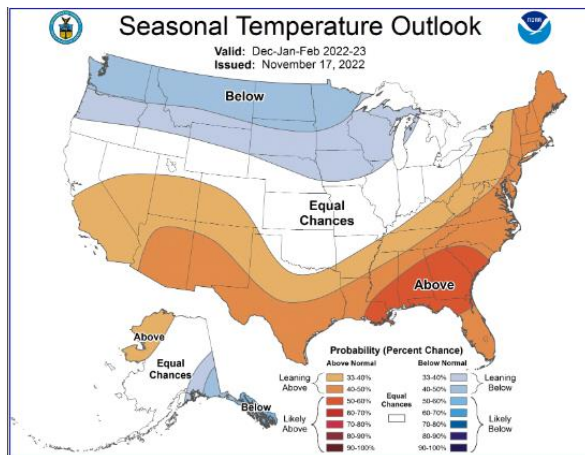 Seasonal Temperature Outlook
Valid: Dec-Jan-Feb 2022-23
Issued: November 17, 2022
noaa
Below
Equal
Chances
Above
Above
Equal
Chances
Below
Probability (Percent Chance)
Above Normal Below Normal
Leaning
Above
33-40%
40-50%
Likely
Above
50-60%
60-70%
70-80%
80-90%
90-100%
Equal
Chances
33-40%
40-50%
Leaning
Below
50-60%
60-70%
70-80%
80-90%
90-100%
Likely
Below